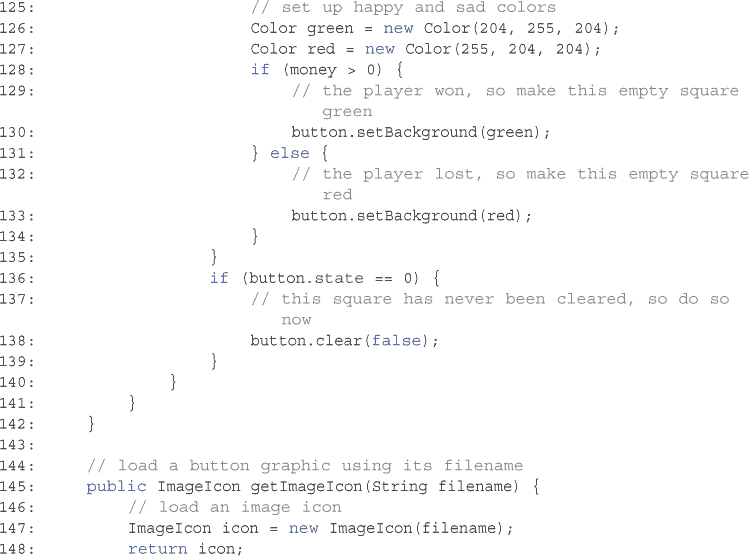 125:                     // set up happy and sad colors
126:                     Color green = new Color(204, 255, 204);
127:                     Color red = new Color(255, 204, 204);
128:                     if (money > 0) {
129:                         // the player won, so make this empty square
                            green
130:                         button.setBackground(green);
131:                     } else {
132:                         // the player lost, so make this empty square
                            red
133:                         button.setBackground(red);
134:                     }
135:                 }
136:                 if (button.state == 0) {
137:                     // this square has never been cleared, so do so
                        now
138:                     button.clear(false);
139:                 }
140:             }
141:         }
142:     }
143:
144:     // load a button graphic using its filename
145:     public ImageIcon getImageIcon(String filename) {
146:         // load an image icon
147:         ImageIcon icon = new ImageIcon(filename);
148:         return icon;